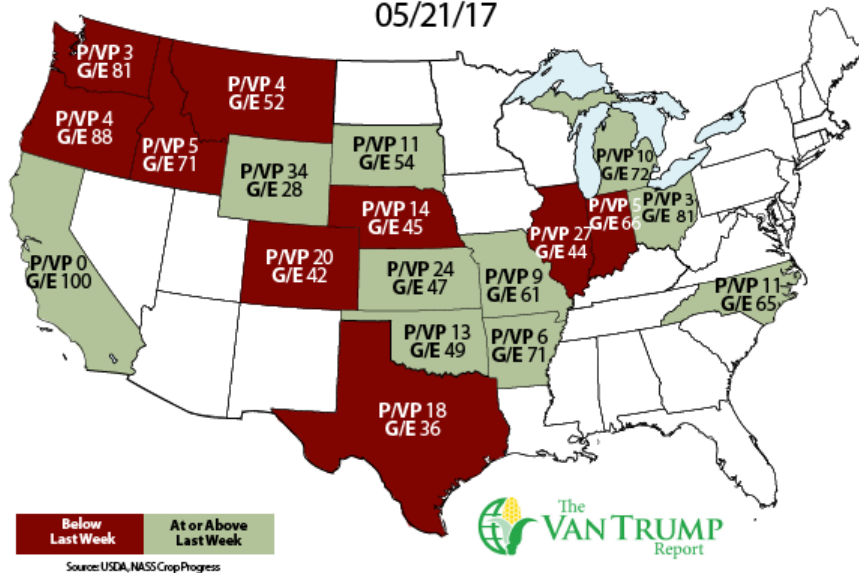 05/21/17
P/VP 3
G/E 81
P/VP 4
G/E 52
P/VP 4
G/E 88
P/VP 5
G/E 71
P/VP 34
G/E 28
P/VP 11
G/E 54
P/VP 10
G/E 72
P/VP 14
G/E 45
P/VP 5
G/E 66
P/VP 3
G/E 81
P/VP 27
G/E 44
P/VP 0
G/E 100
P/VP 20
G/E 42
P/VP 24
G/E 47
P/VP 9
G/E 61
P/VP 11
G/E 65
P/VP 13
G/E 49
P/VP 6
G/E 71
P/VP 18
G/E 36
Below
Last Week
At or Above
Last Week
Source: USDA, NASS Crop Progress
The
VAN TRUMP
Report